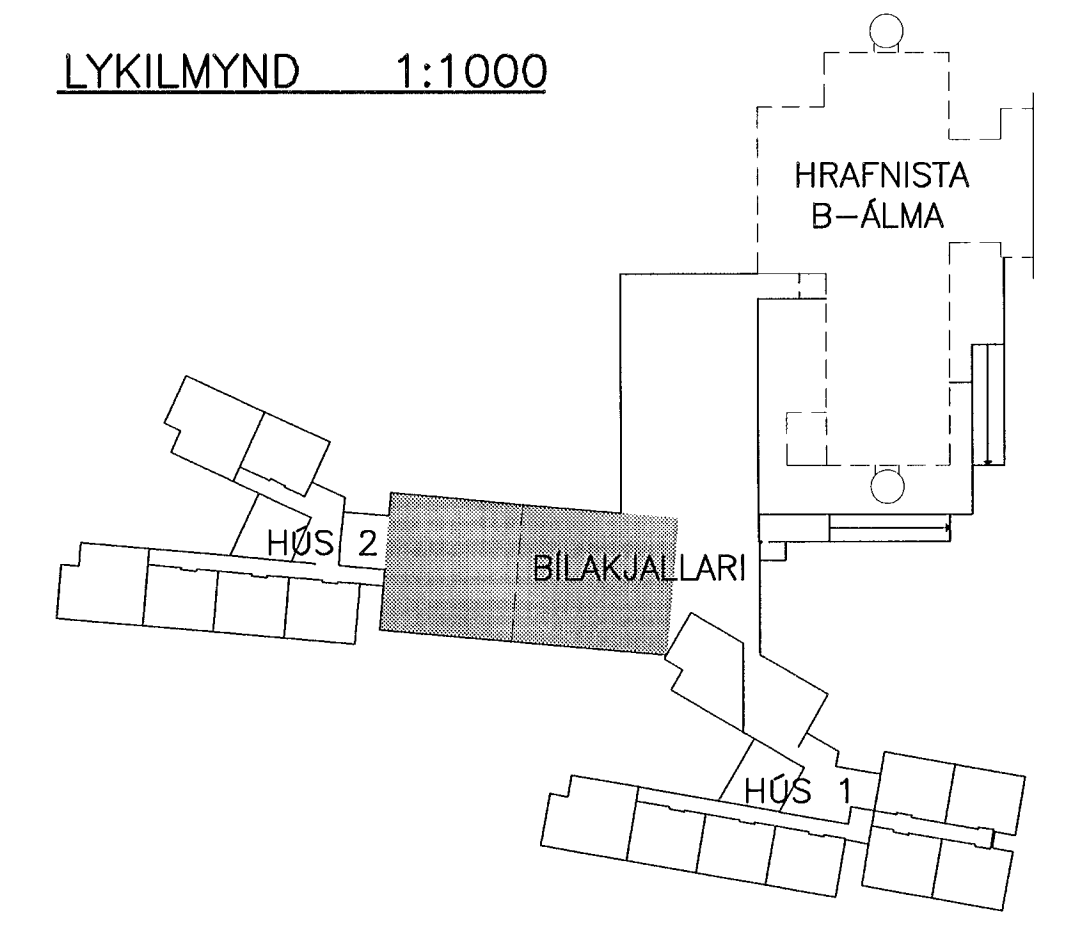 LYKILMYND 1:1000
HRAFNISTA
B-ÁLMA
HÚS 2
BÍLAKJALLARI
HÚS 1